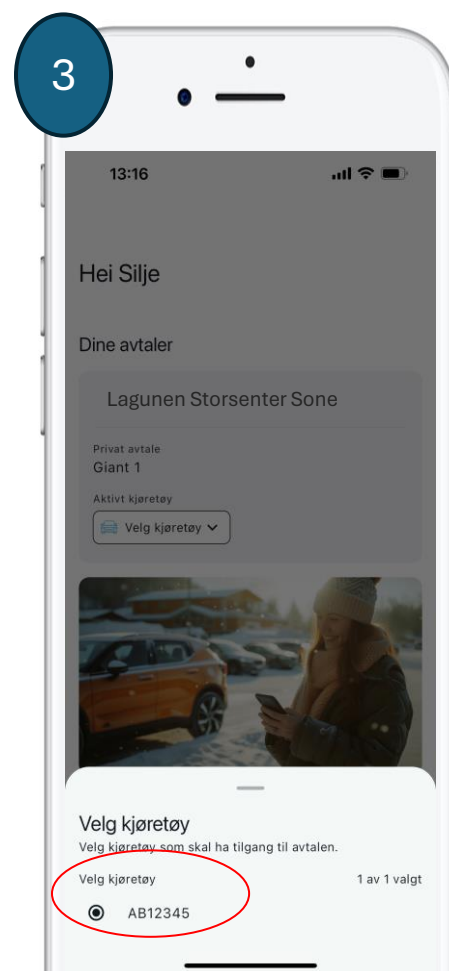 3
13:16
Hei Silje
Dine avtaler
Lagunen Storsenter Sone
Privat avtale
Giant 1
Aktivt kjøretøy
Velg kjøretøy
Velg kjøretøy
Velg kjøretøy som skal ha tilgang til avtalen.
Velg kjøretøy 1 av 1 valgt
AB12345